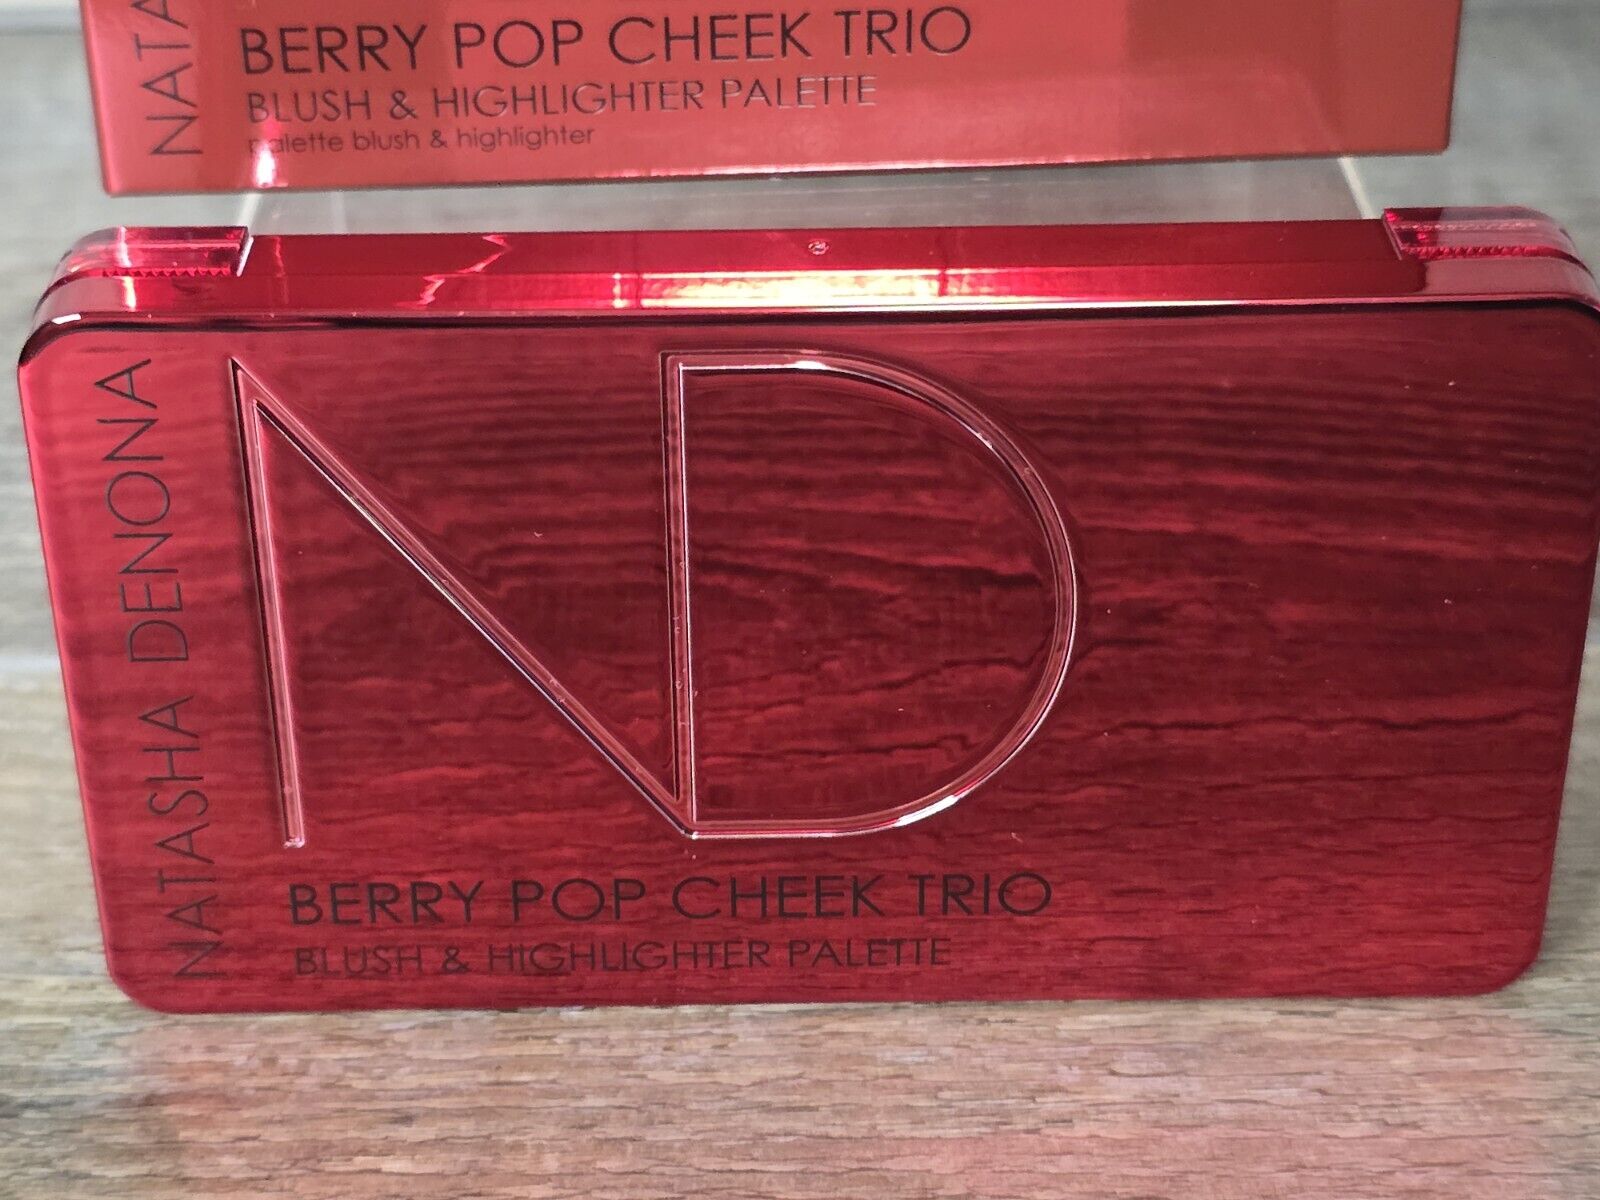 NATA
BERRY POP CHEEK TRIO
BLUSH & HIGHLIGHTER PALETTE
palette blush & highlighter
NATASHA DENONA
ND
BERRY POP CHEEK TRIO
BLUSH & HIGHLIGHTER PALETTE